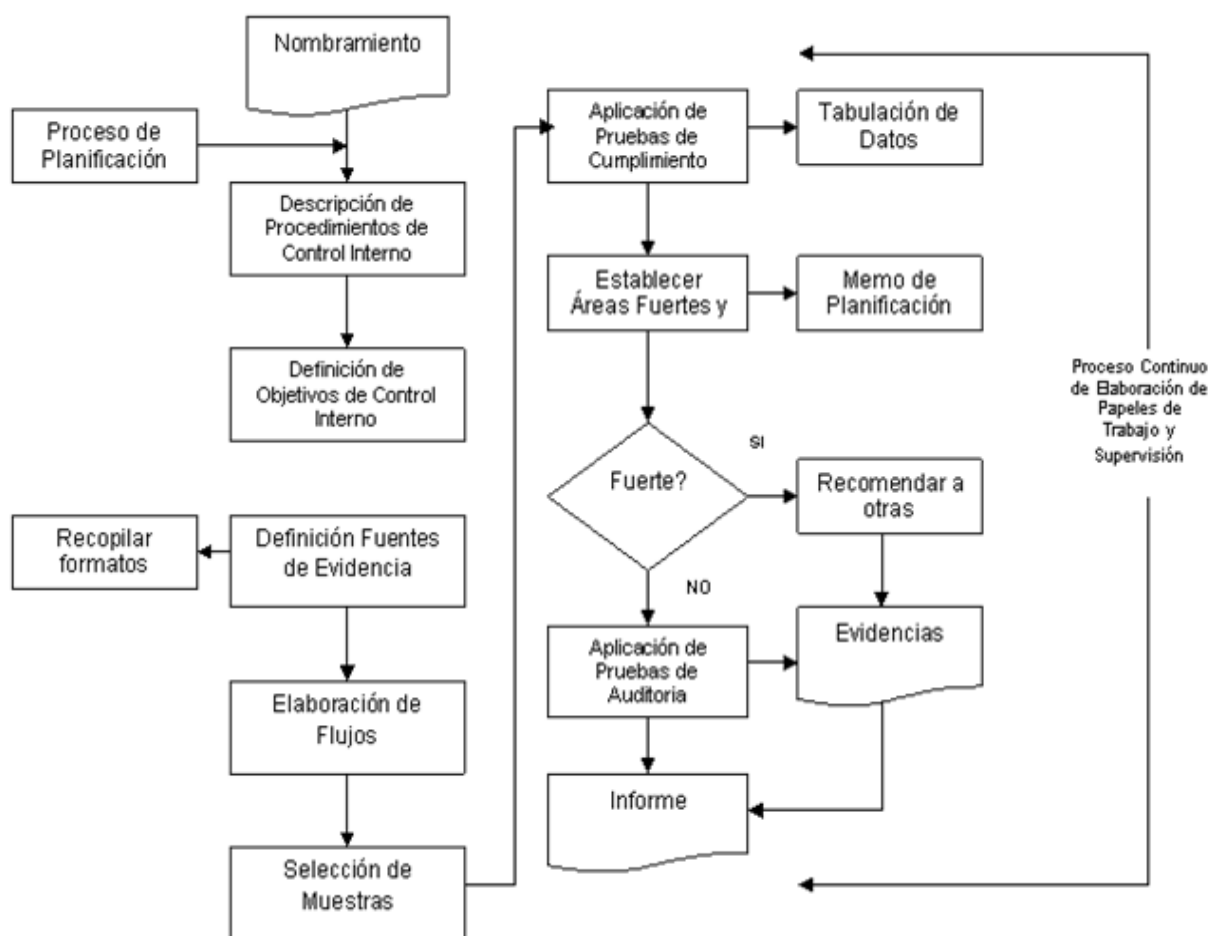 Nombramiento
Proceso de
Planificación
Descripción de
Procedimientos de
Control Interno
Definición de
Objetivos de Control
Interno
Recopilar
formatos
Definición Fuentes
de Evidencia
Elaboración de
Flujos
Selección de
Muestras
Aplicación de
Pruebas de
Cumplimiento
Tabulación de
Datos
Establecer
Áreas Fuertes y
Memo de
Planificación
Fuerte?
SI
Recomendar a
otras
NO
Aplicación de
Pruebas de
Auditoria
Evidencias
Informe
Proceso Continuo
de Elaboración de
Papeles de
Trabajo y
Supervisión